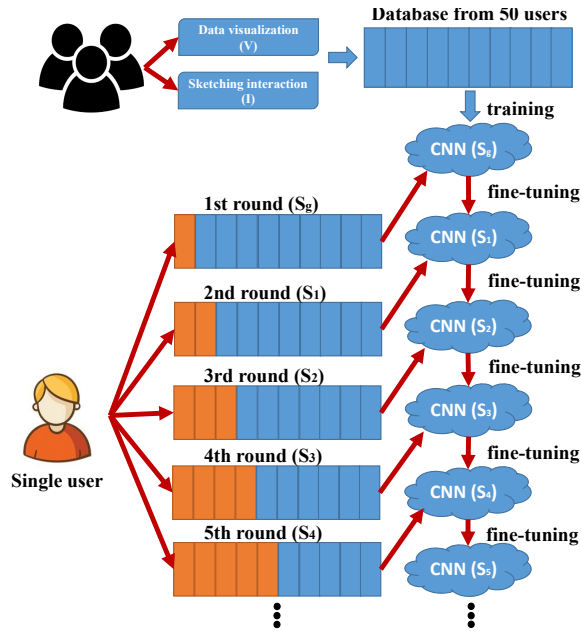 Database from 50 users
Data visualization
(V)
Sketching interaction
(I)
training
CNN (Sg)
fine-tuning
1st round (Sg)
CNN (S1)
fine-tuning
2nd round (S1)
CNN (S2)
fine-tuning
3rd round (S2)
CNN (S3)
Single user
4th round (S3)
fine-tuning
CNN (S4)
5th round (S4)
fine-tuning
CNN (S5)